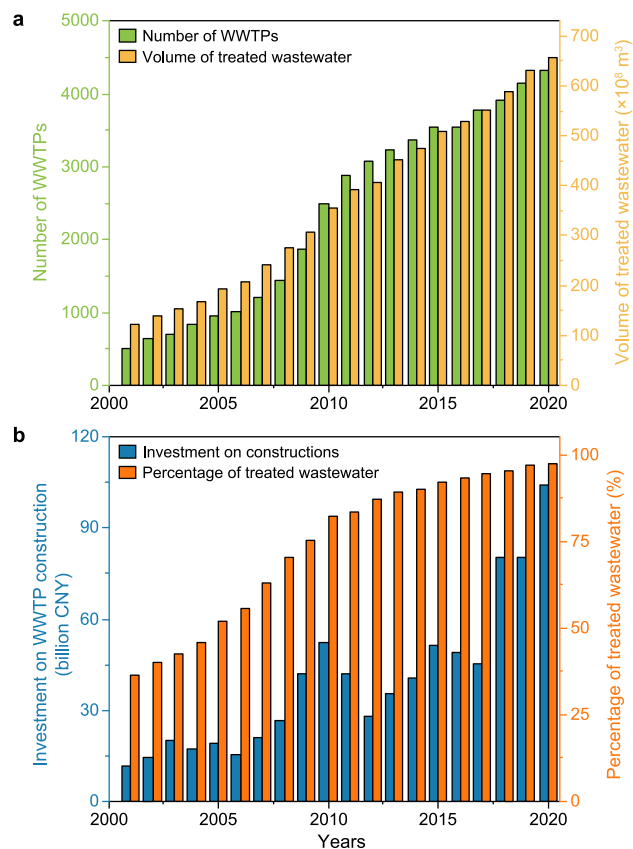 a
5000
4000
3000
2000
1000
0
Number of WWTPs
Number of WWTPs
Volume of treated wastewater
700
600
500
400
300
200
100
0
Volume of treated wastewater (×10⁸ m³)
2000
2005
2010
2015
2020
b
120
90
60
30
0
Investment on WWTP construction
(billion CNY)
Investment on constructions
Percentage of treated wastewater
100
75
50
25
0
Percentage of treated wastewater (%)
2000
2005
2010
2015
2020
Years